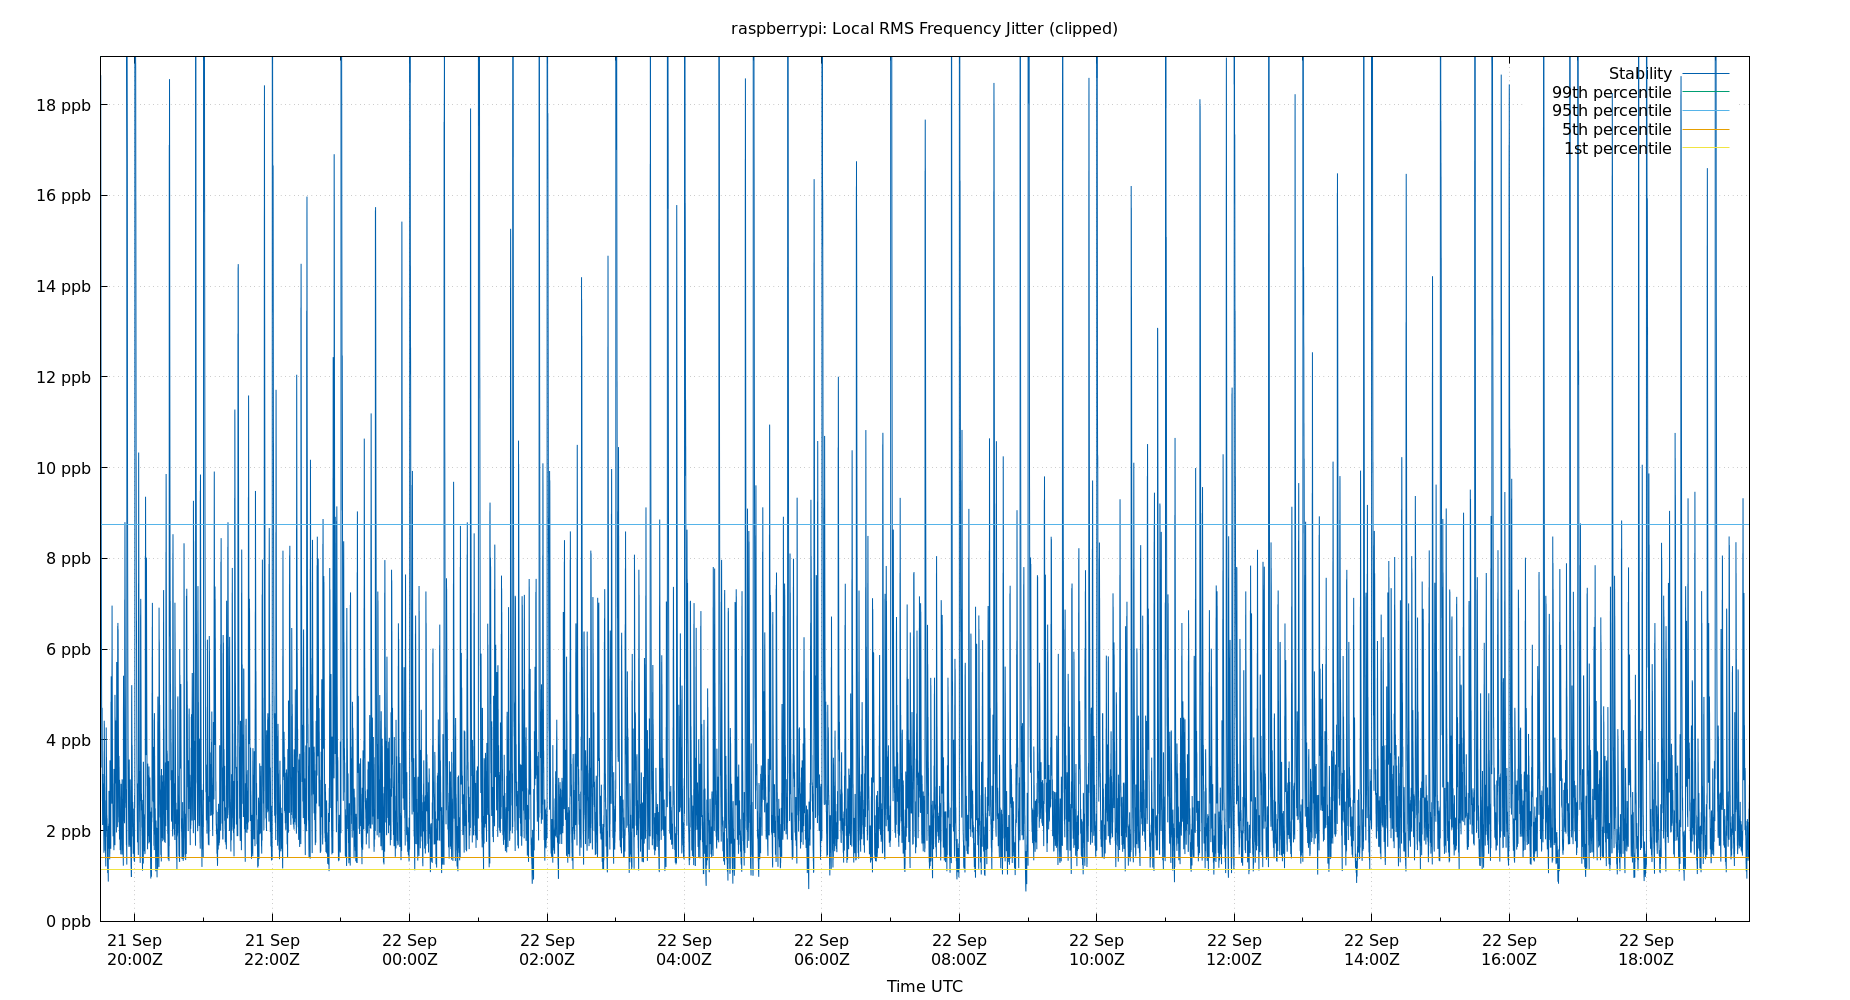 raspberrypi: Local RMS Frequency Jitter (clipped)
Stability
99th percentile
95th percentile
5th percentile
1st percentile
18 ppb
16 ppb
14 ppb
12 ppb
10 ppb
8 ppb
6 ppb
4 ppb
2 ppb
0 ppb
21 Sep 21 Sep 22 Sep 22 Sep 22 Sep 22 Sep 22 Sep 22 Sep 22 Sep 22 Sep 22 Sep 22 Sep
20:00Z 22:00Z 00:00Z 02:00Z 04:00Z 06:00Z 08:00Z 10:00Z 12:00Z 14:00Z 16:00Z 18:00Z
Time UTC